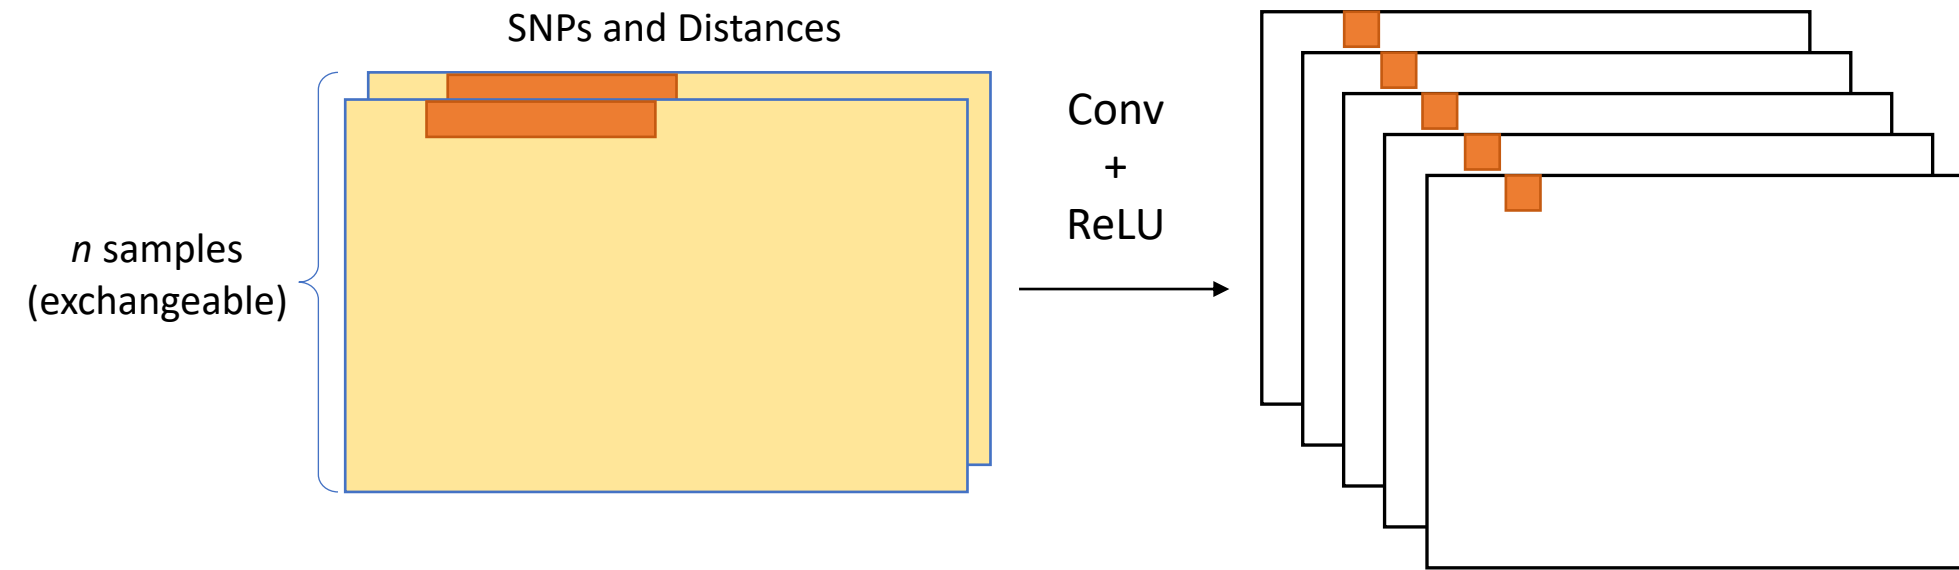 SNPs and Distances
n samples
(exchangeable)
Conv
+
ReLU